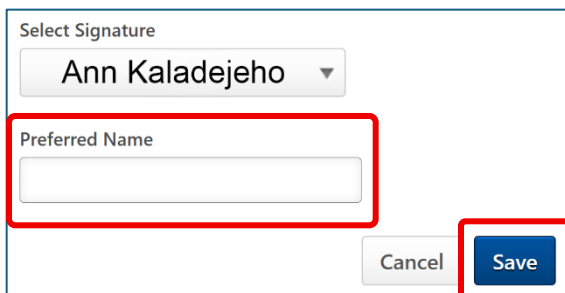 Select Signature
Ann Kaladejeho
Preferred Name
Cancel Save